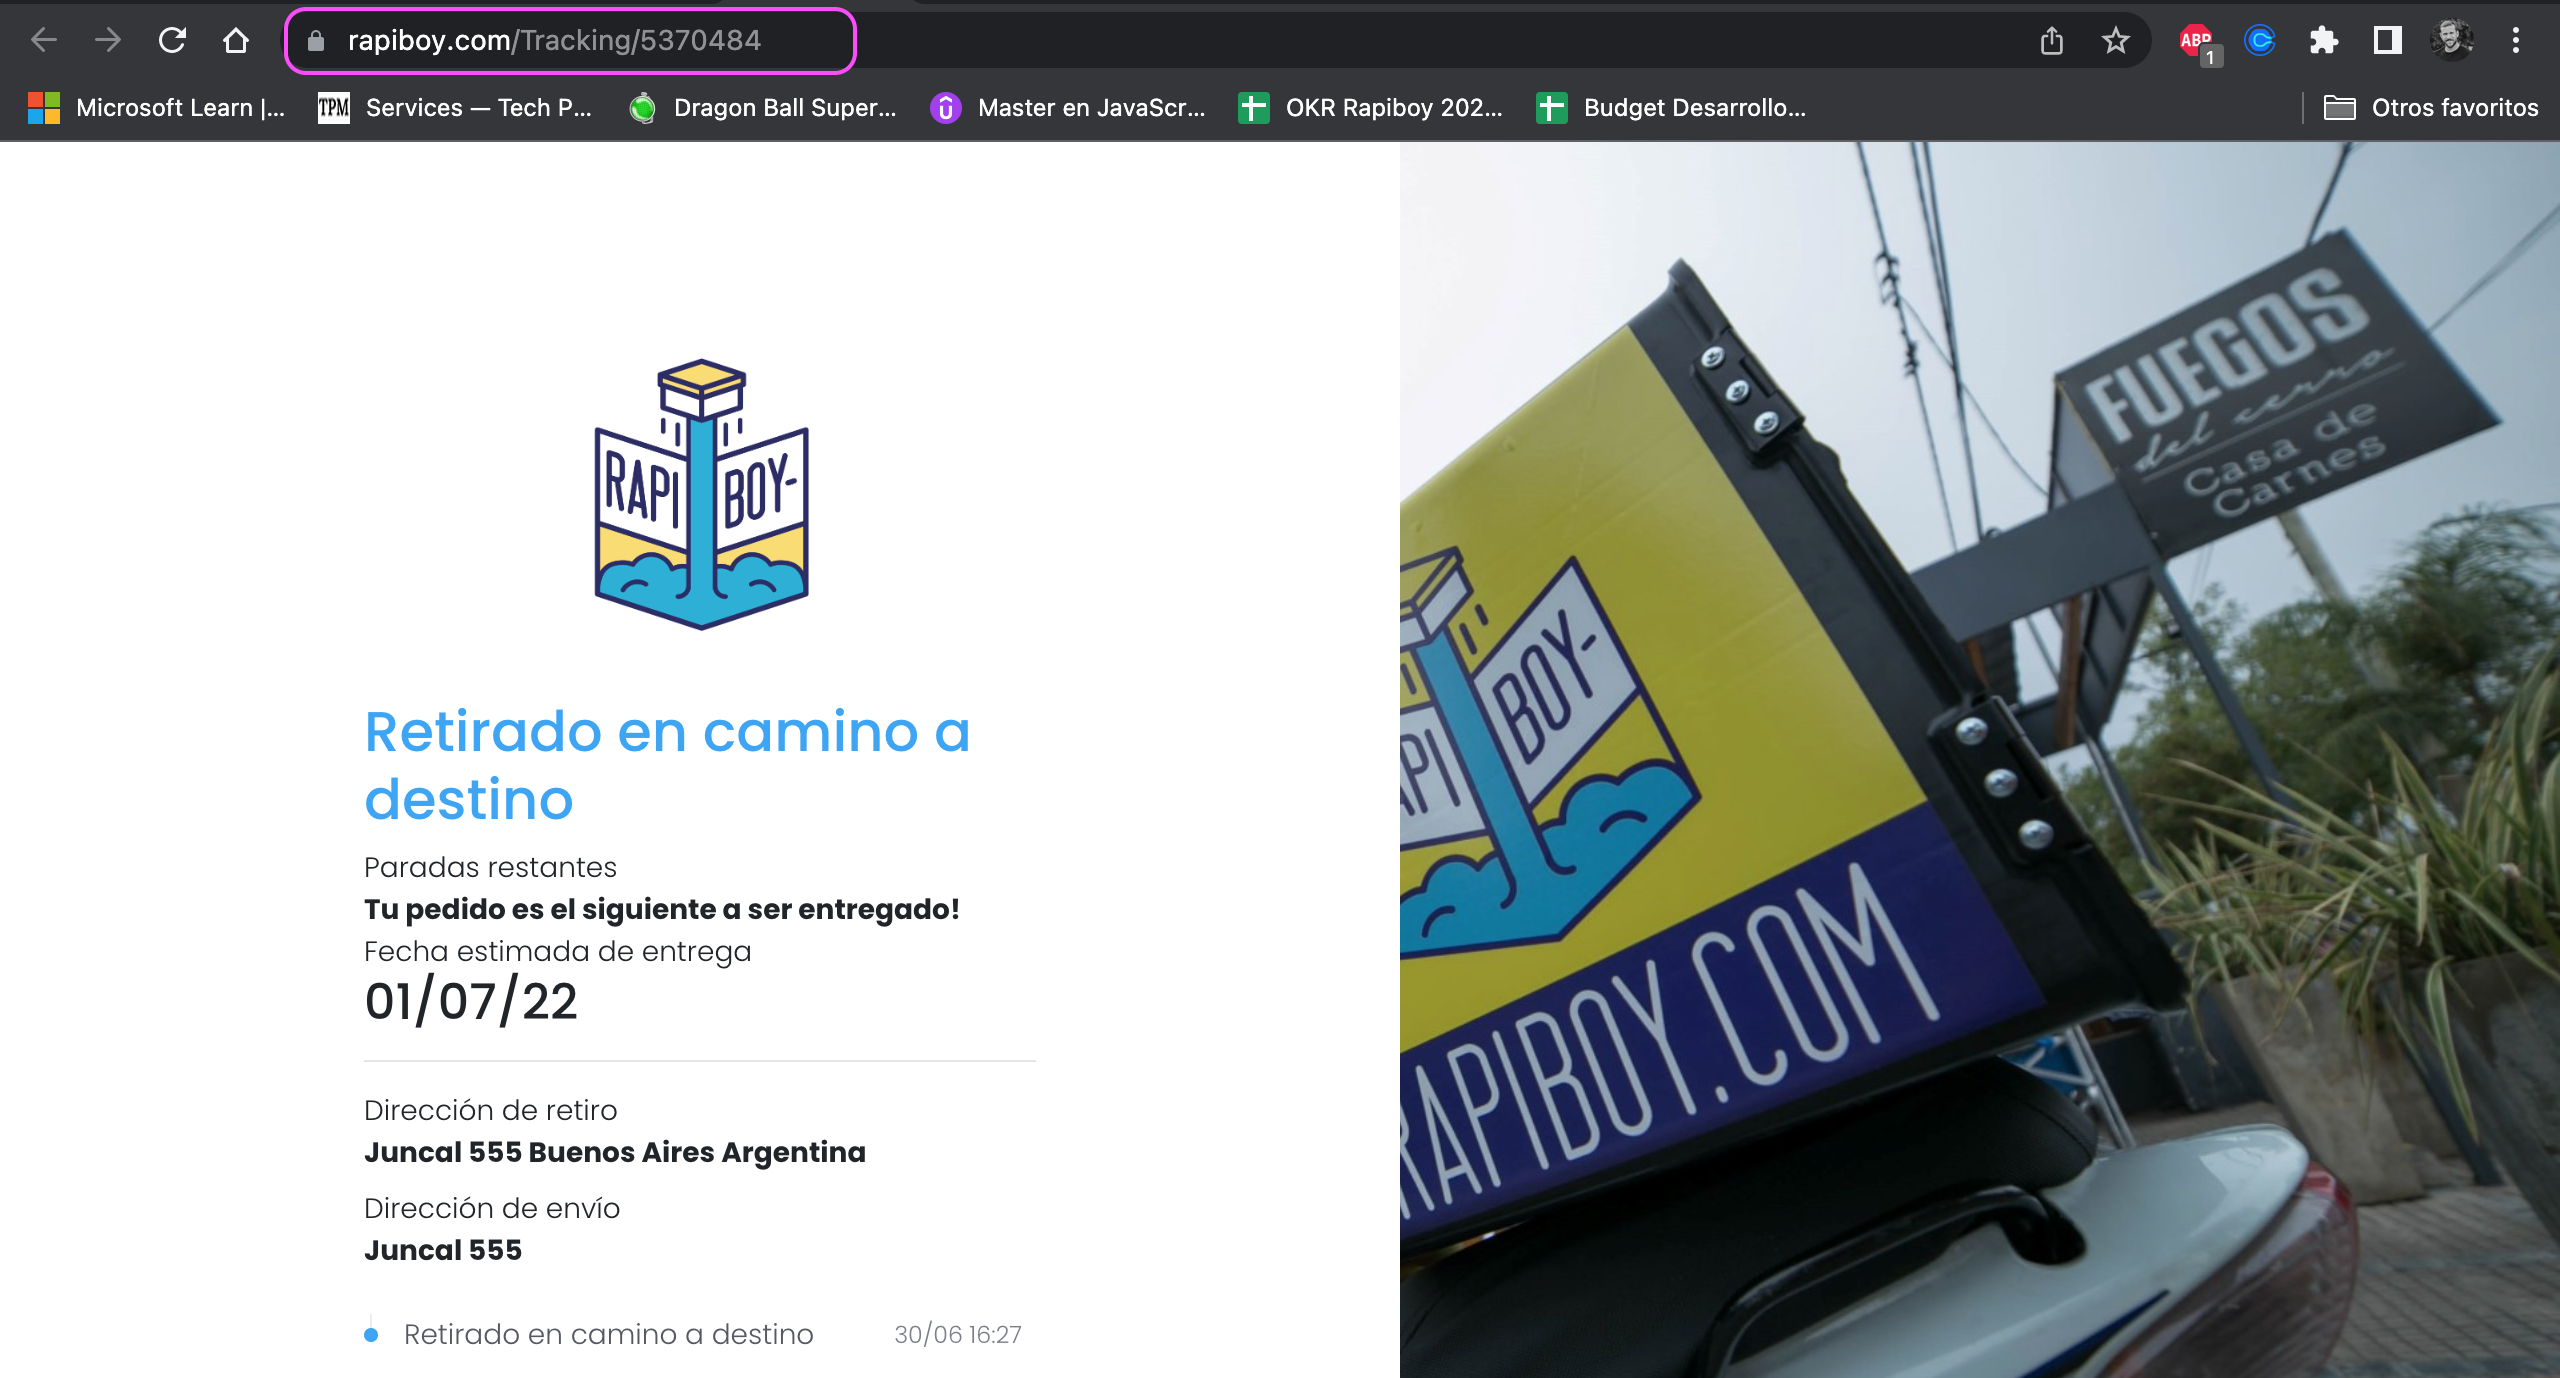 rapiboy.com/Tracking/5370484
ABP
1
Microsoft Learn |...
TPM
Services — Tech P...
Dragon Ball Super...
Master en JavaScr...
OKR Rapiboy 202...
Budget Desarrollo...
Otros favoritos
RAPI BOY-
Retirado en camino a
destino
Paradas restantes
Tu pedido es el siguiente a ser entregado!
Fecha estimada de entrega
01/07/22
Dirección de retiro
Juncal 555 Buenos Aires Argentina
Dirección de envío
Juncal 555
Retirado en camino a destino 30/06 16:27
FUEGOS
del cerro
Casa de
Carnes
RAPI BOY-
RAPIBOY.COM